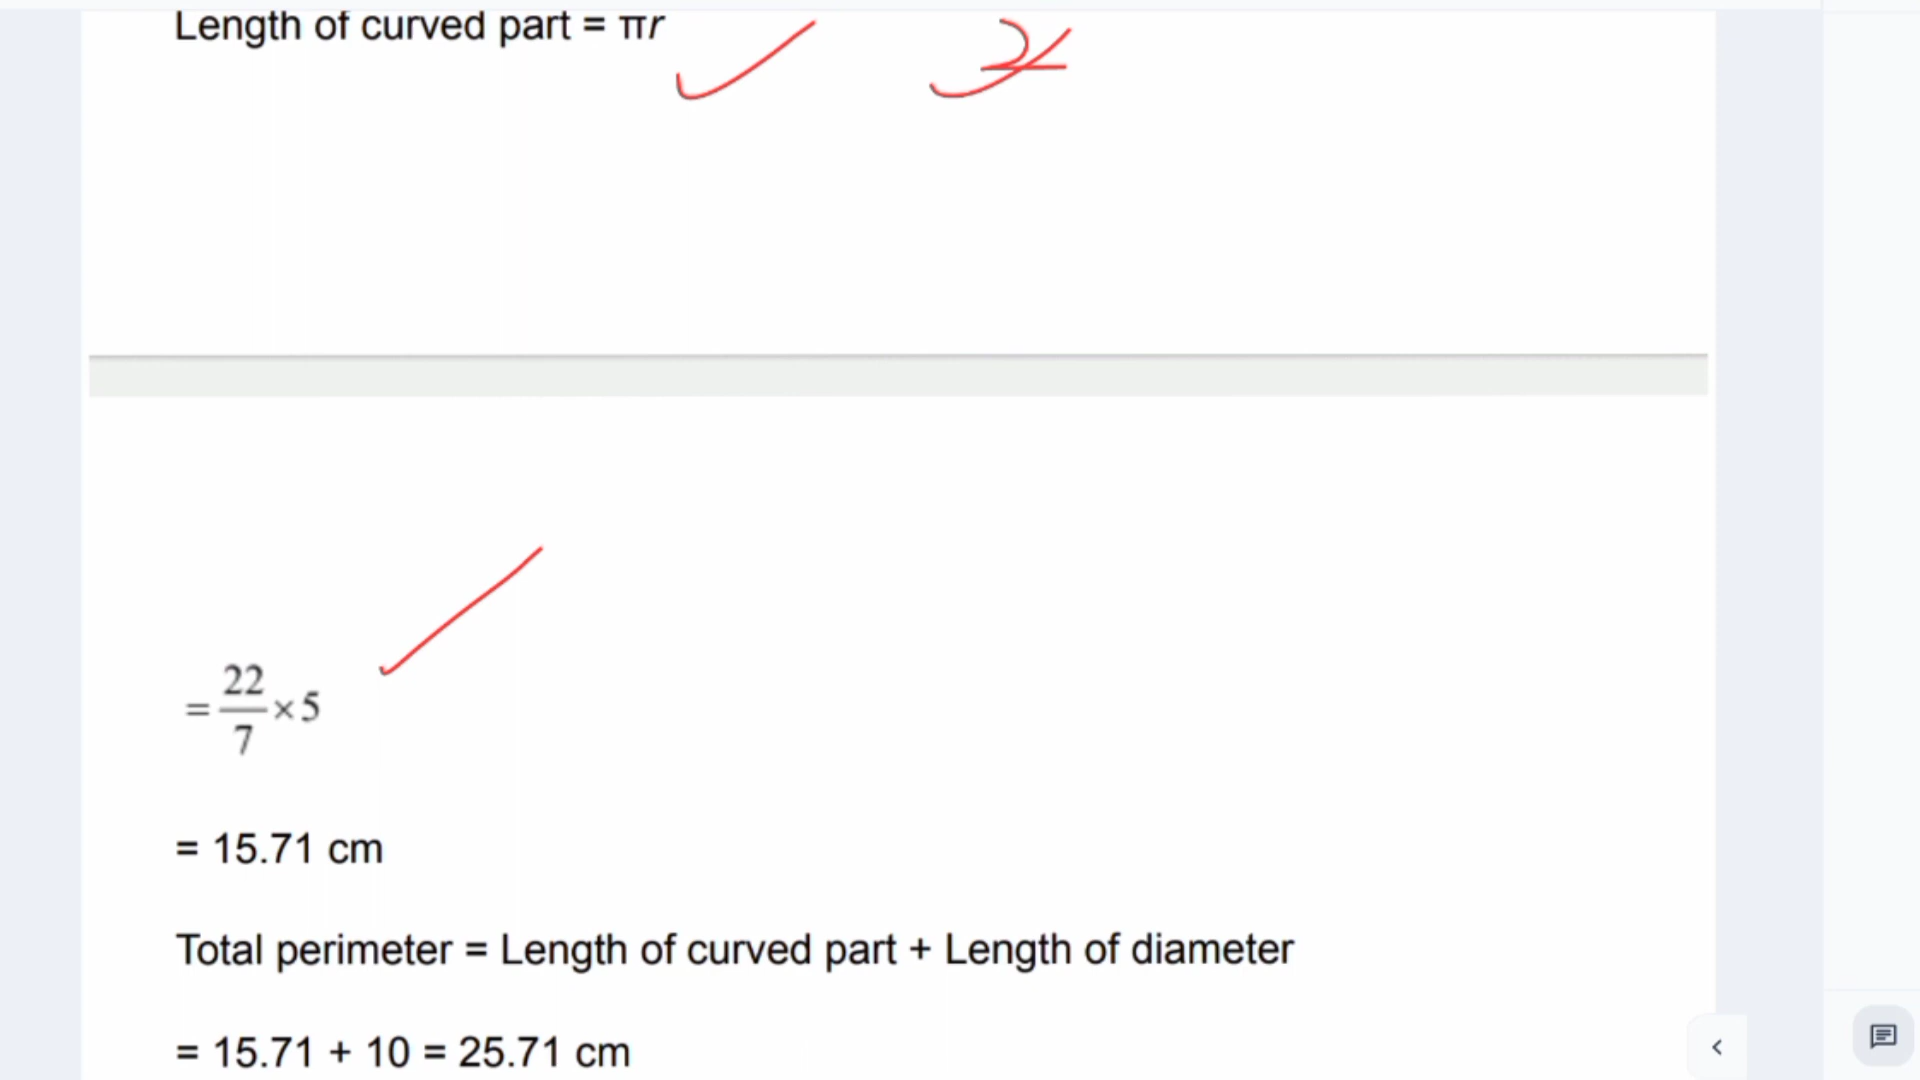 Length of curved part = πr
2
= 22/7 × 5
= 15.71 cm
Total perimeter = Length of curved part + Length of diameter
= 15.71 + 10 = 25.71 cm